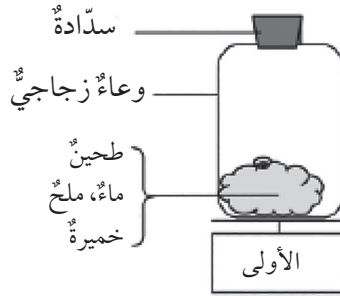 سدّادةٌ
وعاءٌ زجاجيٌّ
طحينٌ
ماءٌ، ملحٌ
خميرةٌ
الأولى